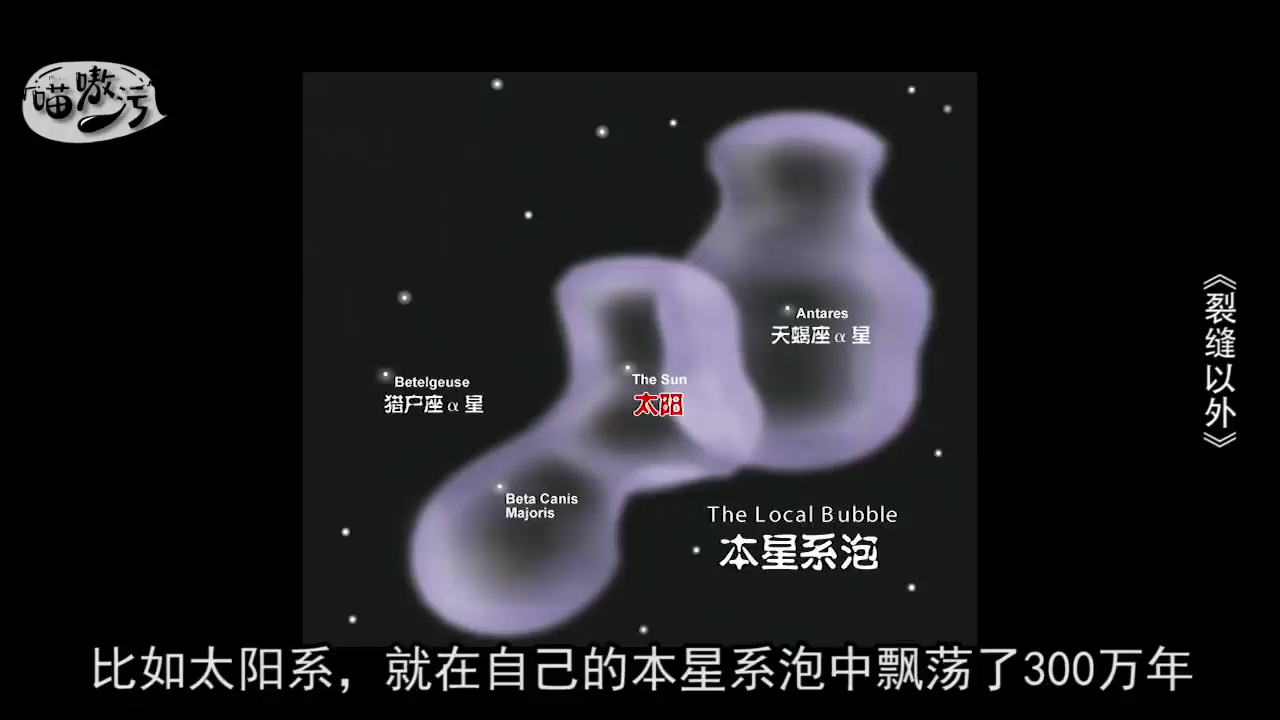 喵嗷污
Antares
天蝎座α星
《裂缝以外》
The Sun
太阳
Betelgeuse
猎户座α星
Beta Canis
Majoris
The Local Bubble
本星系泡
比如太阳系，就在自己的本星系泡中飘荡了300万年